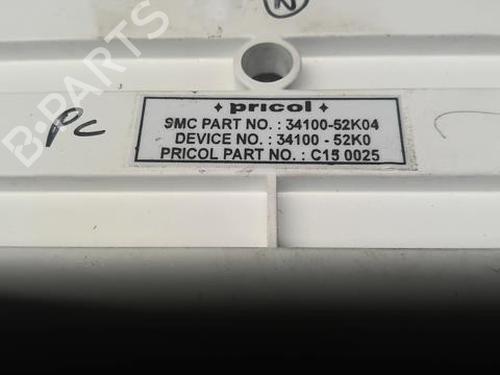 N
B-PARTS
PC
pricol
SMC PART NO. : 34100-52K04
DEVICE NO. : 34100 - 52K0
PRICOL PART NO. : C15 0025